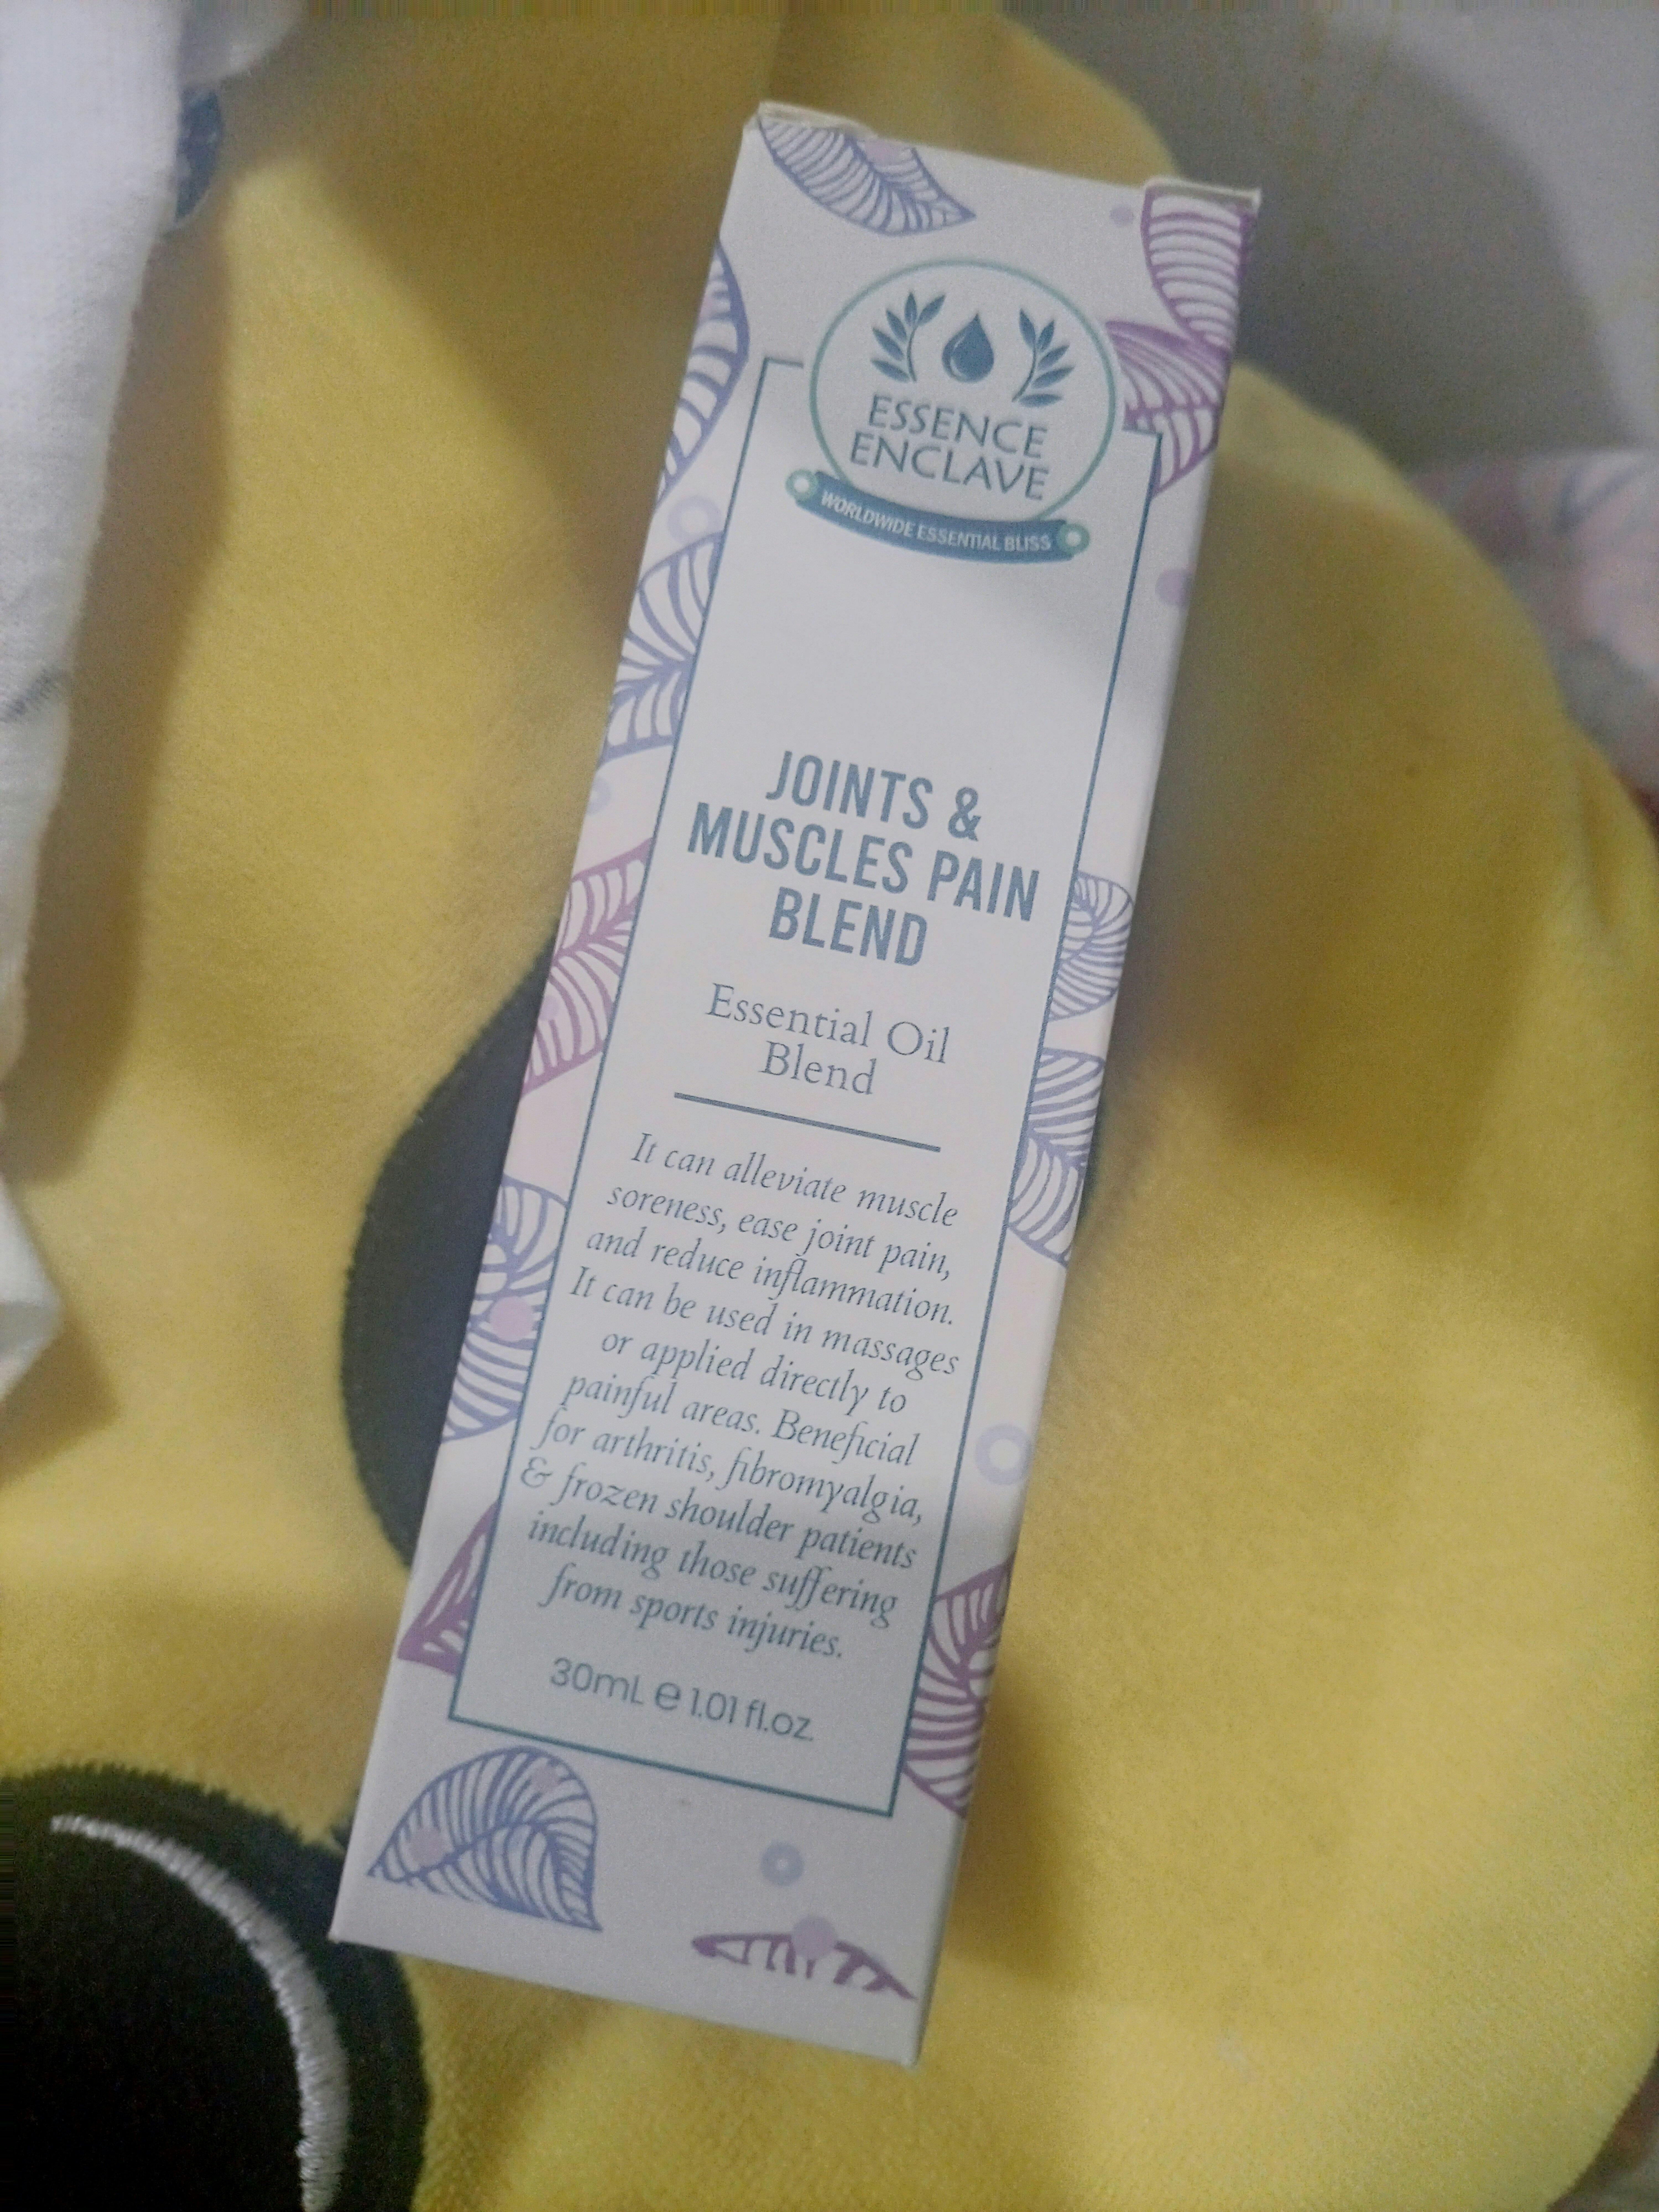 ESSENCE
ENCLAVE
WORLDWIDE ESSENTIAL BLISS
JOINTS &
MUSCLES PAIN
BLEND
Essential Oil
Blend
It can alleviate muscle
soreness, ease joint pain,
and reduce inflammation.
It can be used in massages
or applied directly to
painful areas. Beneficial
for arthritis, fibromyalgia,
& frozen shoulder patients
including those suffering
from sports injuries.
30mL e 1.01 fl.oz.